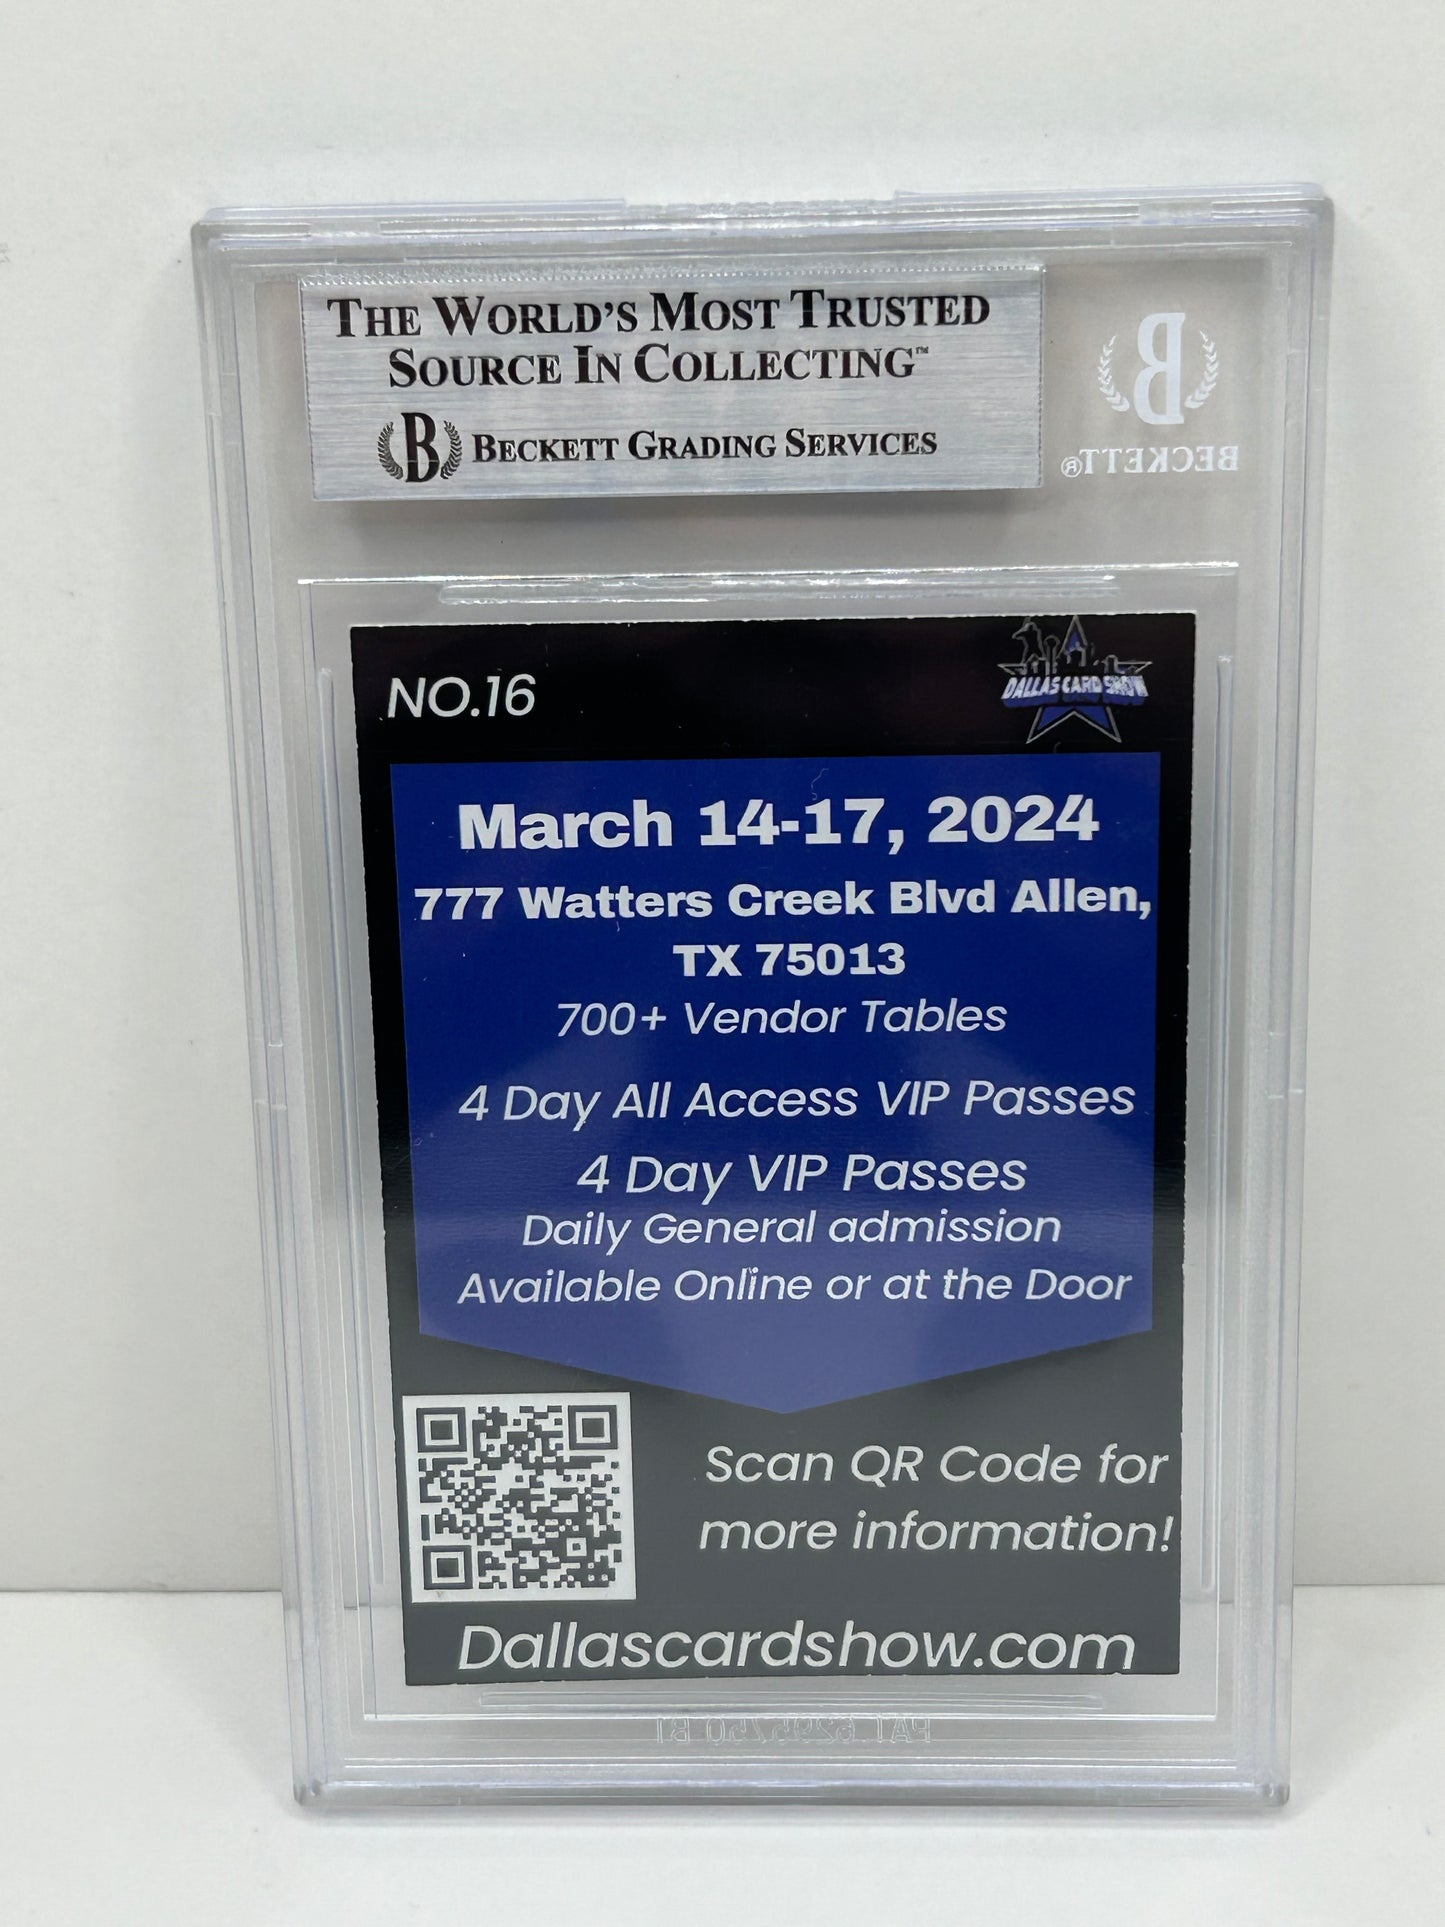 THE WORLD'S MOST TRUSTED
SOURCE IN COLLECTING™
B BECKETT GRADING SERVICES
B
BECKETT®
NO.16
DALLAS CARD SHOW
March 14-17, 2024
777 Watters Creek Blvd Allen,
TX 75013
700+ Vendor Tables
4 Day All Access VIP Passes
4 Day VIP Passes
Daily General admission
Available Online or at the Door
Scan QR Code for
more information!
Dallascardshow.com